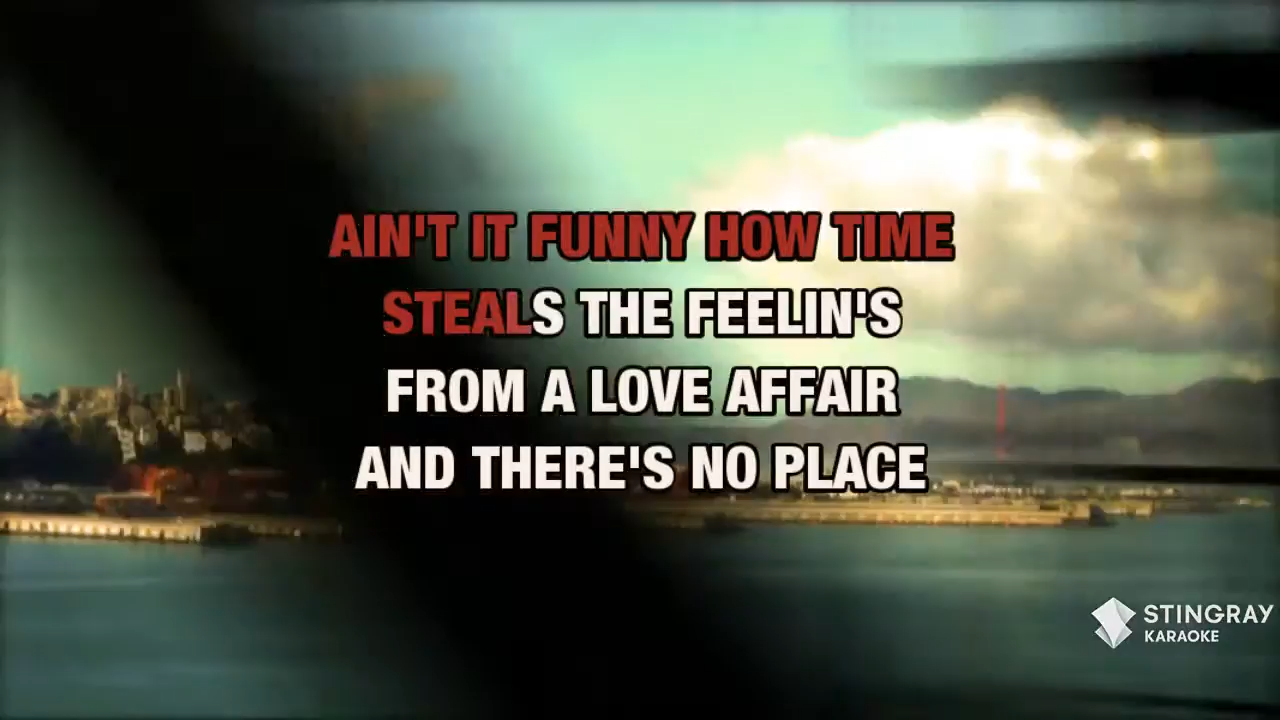 AIN'T IT FUNNY HOW TIME
STEALS THE FEELIN'S
FROM A LOVE AFFAIR
AND THERE'S NO PLACE
STINGRAY
KARAOKE